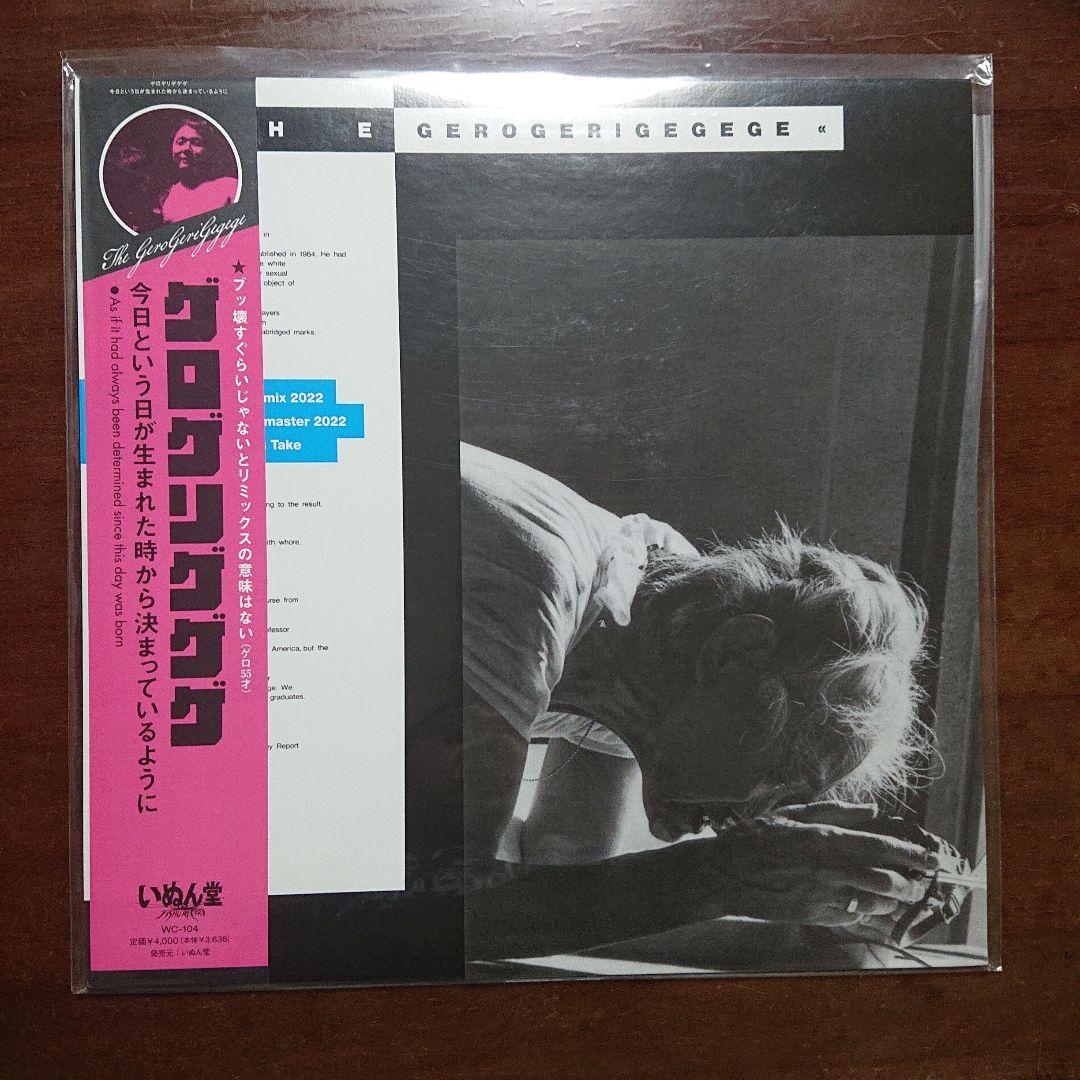 ゲロゲリゲゲゲ
今日という日が生まれた時から決まっているように
H E GEROGERIGEGEGE «
The GeroGeriGegege
★ブッ壊すぐらいじゃないとリミックスの意味はない(ゲロ55才)
ゲロゲリゲゲゲ
今日という日が生まれた時から決まっているように
●As if it had always been determined since this day was born
いぬん堂
WC-104
定価¥4,000(本体¥3,636)
発売元:いぬん堂
in
ublished in 1984. He had
e white
sexual
object of
ayers
abridged marks.
mix 2022
master 2022
Take
ng to the result,
ith whore.
urse from
fessor
America, but the
ge. We
graduates.
ey Report